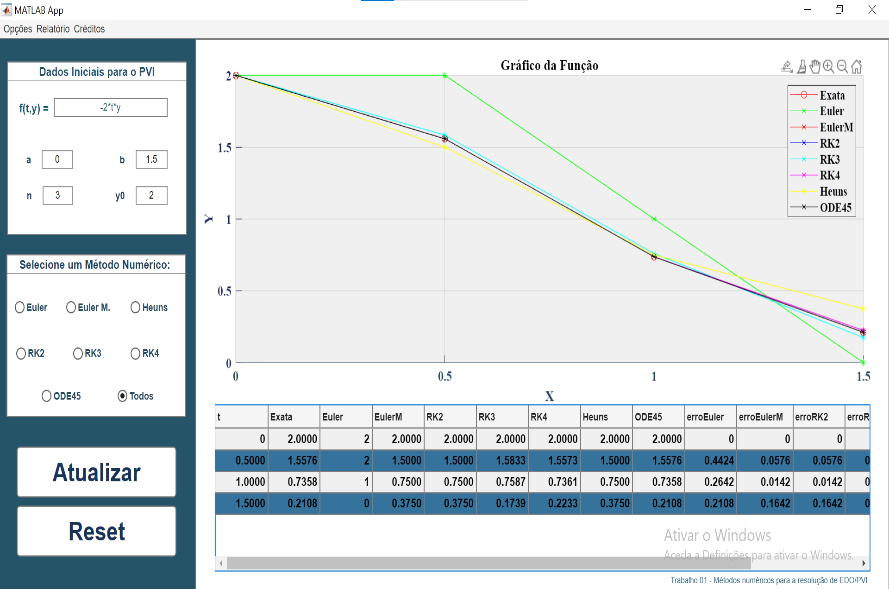 MATLAB App
Opções Relatório Créditos
Dados Iniciais para o PVI
f(t,y) = -2*t*y
a 0 b 1.5
n 3 y0 2
Selecione um Método Numérico:
Euler Euler M. Heuns
RK2 RK3 RK4
ODE45 Todos
Atualizar
Reset
Gráfico da Função
2
1.5
1
0.5
0
Y
0 0.5 1 1.5
X
Exata
Euler
EulerM
RK2
RK3
RK4
Heuns
ODE45
t Exata Euler EulerM RK2 RK3 RK4 Heuns ODE45 erroEuler erroEulerM erroRK2 erroR
0 2.0000 2 2.0000 2.0000 2.0000 2.0000 2.0000 2.0000 0 0 0 0
0.5000 1.5576 2 1.5000 1.5000 1.5833 1.5573 1.5000 1.5576 0.4424 0.0576 0.0576 0
1.0000 0.7358 1 0.7500 0.7500 0.7587 0.7361 0.7500 0.7358 0.2642 0.0142 0.0142 0
1.5000 0.2108 0 0.3750 0.3750 0.1739 0.2233 0.3750 0.2108 0.2108 0.1642 0.1642 0
Ativar o Windows
Aceda a Definições para ativar o Windows.
Trabalho 01 - Métodos numéricos para a resolução de EDO/PVI